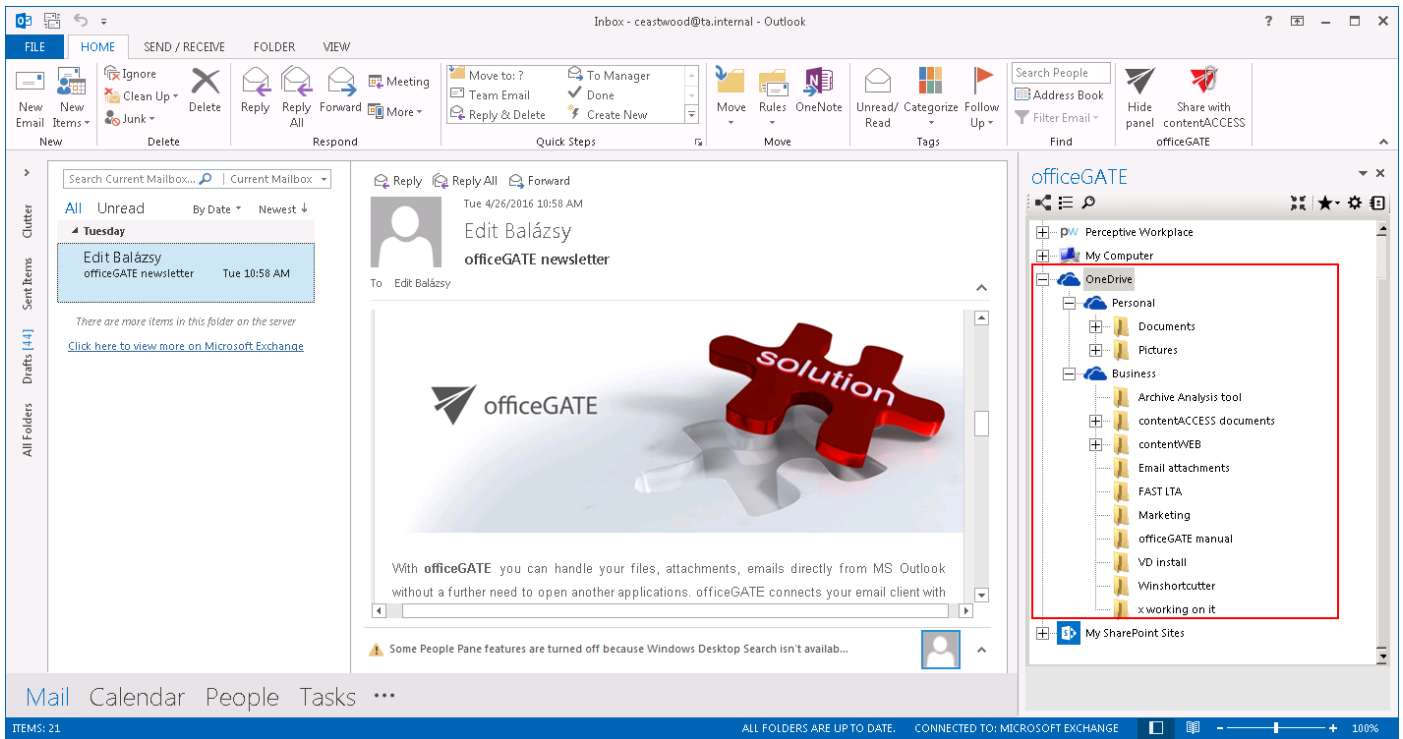 Inbox - ceastwood@ta.internal - Outlook
FILE HOME SEND / RECEIVE FOLDER VIEW
New Email
New Items
Ignore
Clean Up
Junk
Delete
Reply
Reply All
Forward
Meeting
More
Move to: ?
Team Email
Reply & Delete
To Manager
Done
Create New
Move
Rules
OneNote
Unread/ Read
Categorize
Follow Up
Search People
Address Book
Filter Email
Hide panel
Share with contentACCESS
New Delete Respond Quick Steps Move Tags Find officeGATE
Clutter
Sent Items
Drafts [44]
All Folders
Search Current Mailbox... Current Mailbox
All Unread By Date Newest ↓
Tuesday
Edit Balázsy
officeGATE newsletter Tue 10:58 AM
There are more items in this folder on the server
Click here to view more on Microsoft Exchange
Reply Reply All Forward
Tue 4/26/2016 10:58 AM
Edit Balázsy
officeGATE newsletter
To Edit Balázsy
solution
officeGATE
With officeGATE you can handle your files, attachments, emails directly from MS Outlook
without a further need to open another applications. officeGATE connects your email client with
Some People Pane features are turned off because Windows Desktop Search isn't availab...
officeGATE
pw Perceptive Workplace
My Computer
OneDrive
Personal
Documents
Pictures
Business
Archive Analysis tool
contentACCESS documents
contentWEB
Email attachments
FAST LTA
Marketing
officeGATE manual
VD install
Winshortcutter
x working on it
My SharePoint Sites
Mail Calendar People Tasks •••
ITEMS: 21 ALL FOLDERS ARE UP TO DATE. CONNECTED TO: MICROSOFT EXCHANGE 100%